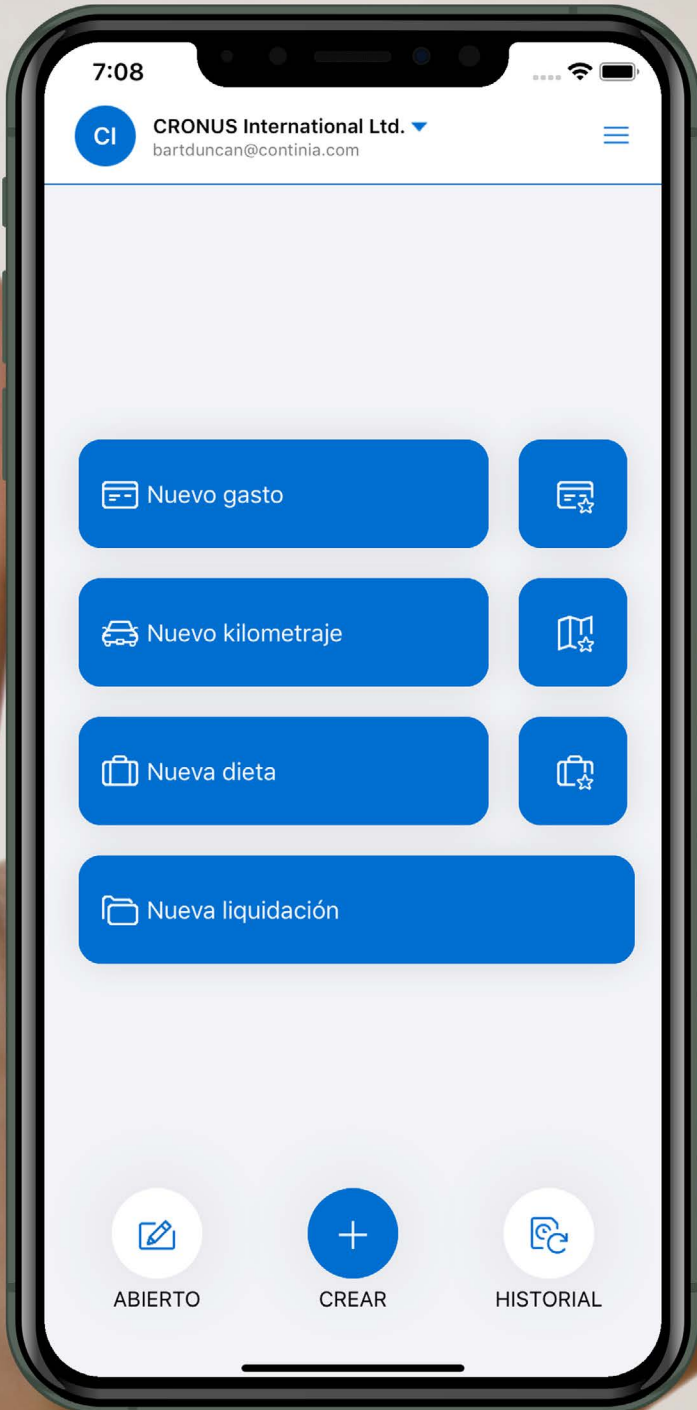 7:08
CI
CRONUS International Ltd.
bartduncan@continia.com
Nuevo gasto
Nuevo kilometraje
Nueva dieta
Nueva liquidación
ABIERTO
CREAR
HISTORIAL